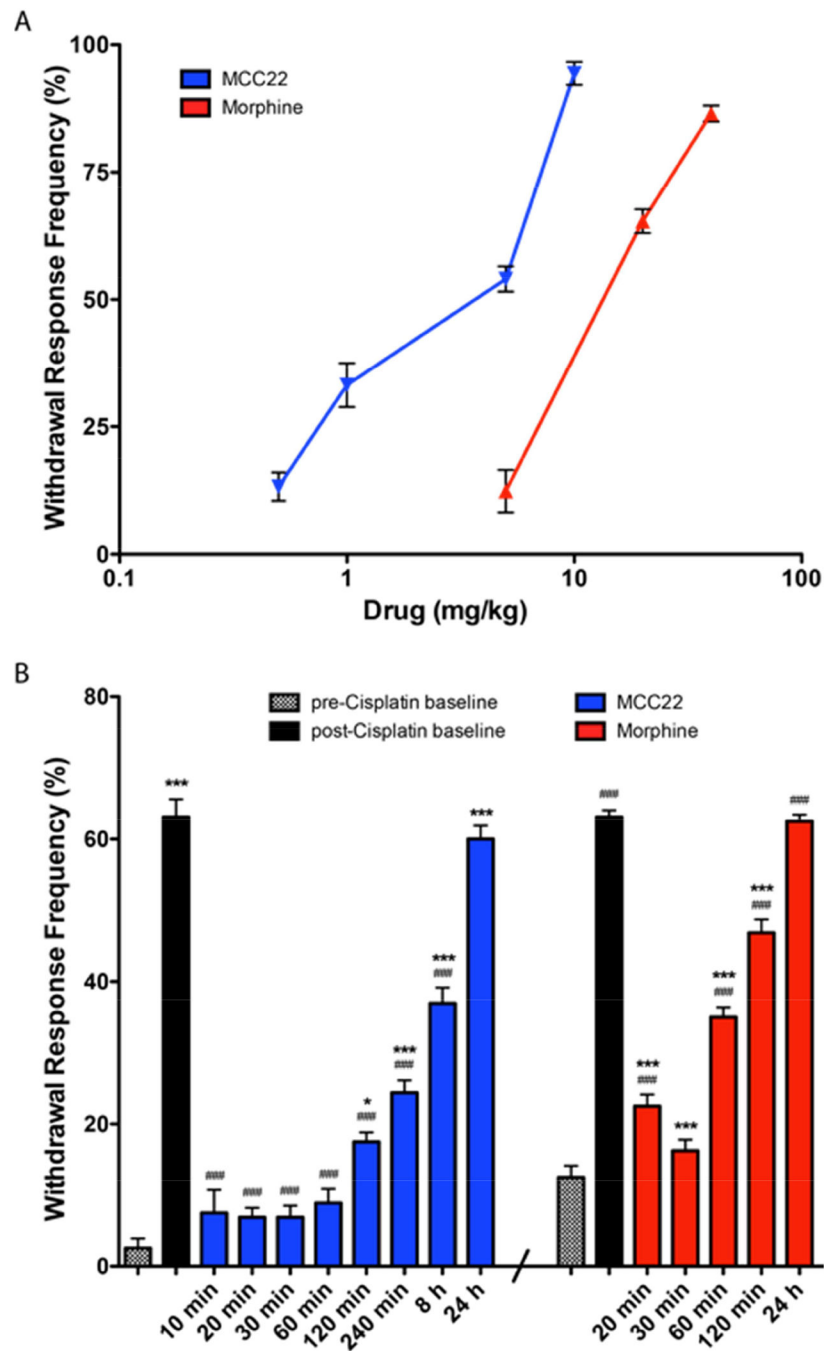 A
Withdrawal Response Frequency (%)
100
75
50
25
0
MCC22
Morphine
0.1 1 10 100
Drug (mg/kg)
B
Withdrawal Response Frequency (%)
80
60
40
20
0
pre-Cisplatin baseline
post-Cisplatin baseline
MCC22
Morphine
***
###
###
###
###
*
###
***
###
***
###
***
###
***
###
***
***
###
***
###
###
10 min
20 min
30 min
60 min
120 min
240 min
8 h
24 h
20 min
30 min
60 min
120 min
24 h